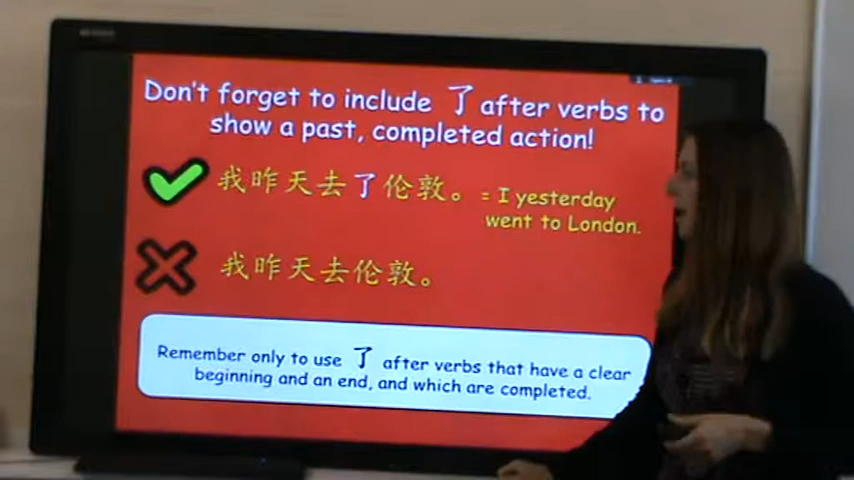 Don't forget to include 了 after verbs to
show a past, completed action!
我昨天去了伦敦。 = I yesterday
went to London.
我昨天去伦敦。
Remember only to use 了 after verbs that have a clear
beginning and an end, and which are completed.